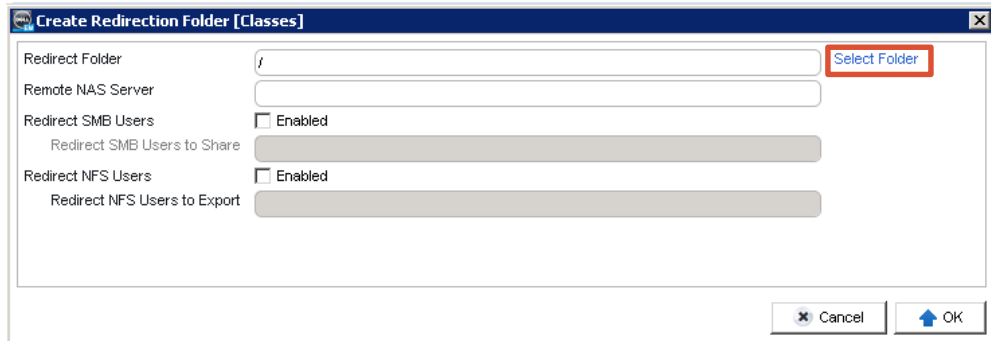 Create Redirection Folder [Classes]
Redirect Folder / Select Folder
Remote NAS Server
Redirect SMB Users Enabled
Redirect SMB Users to Share
Redirect NFS Users Enabled
Redirect NFS Users to Export
Cancel OK